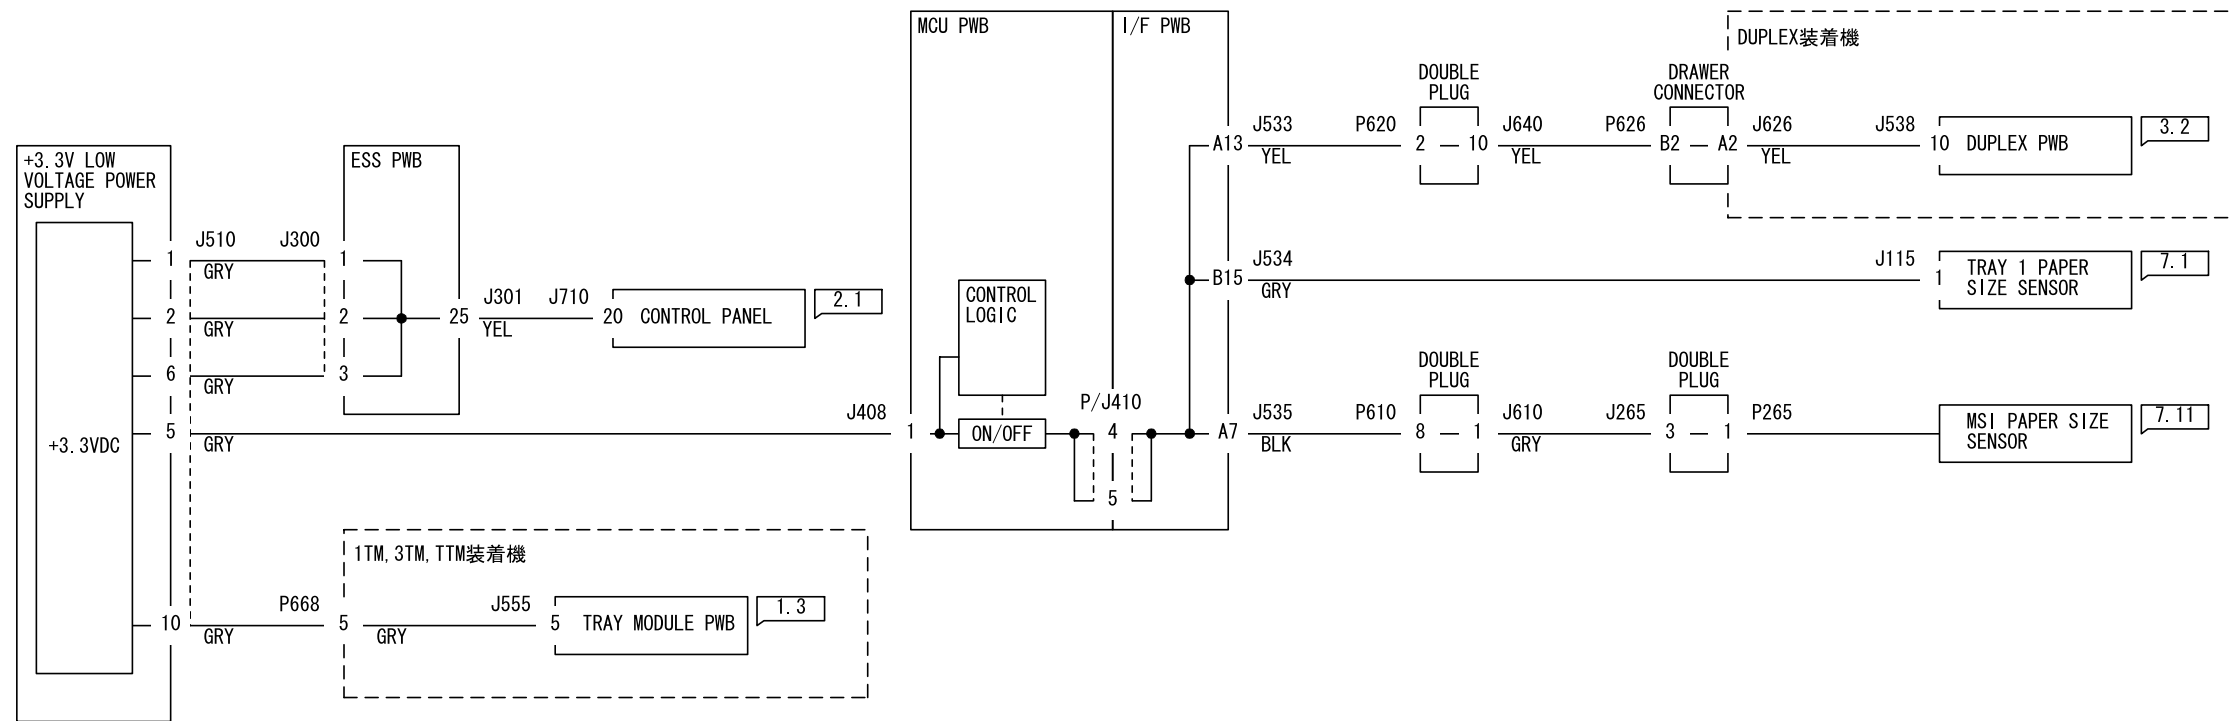 MCU PWB
I/F PWB
DUPLEX装着機
DOUBLE
PLUG
DRAWER
CONNECTOR
J533
P620
J640
P626
J626
J538
A13
YEL
2
10
YEL
B2
A2
YEL
10
DUPLEX PWB
3.2
+3.3V LOW
VOLTAGE POWER
SUPPLY
ESS PWB
J510
J300
1
GRY
1
J534
J115
B15
GRY
1
TRAY 1 PAPER
SIZE SENSOR
7.1
2
GRY
2
25
J301
YEL
J710
20
CONTROL PANEL
2.1
CONTROL
LOGIC
6
GRY
3
DOUBLE
PLUG
DOUBLE
PLUG
+3.3VDC
5
GRY
J408
1
ON/OFF
P/J410
4
5
A7
J535
BLK
P610
8
1
J610
GRY
J265
3
1
P265
MSI PAPER SIZE
SENSOR
7.11
1TM,3TM,TTM装着機
10
GRY
P668
5
GRY
J555
5
TRAY MODULE PWB
1.3